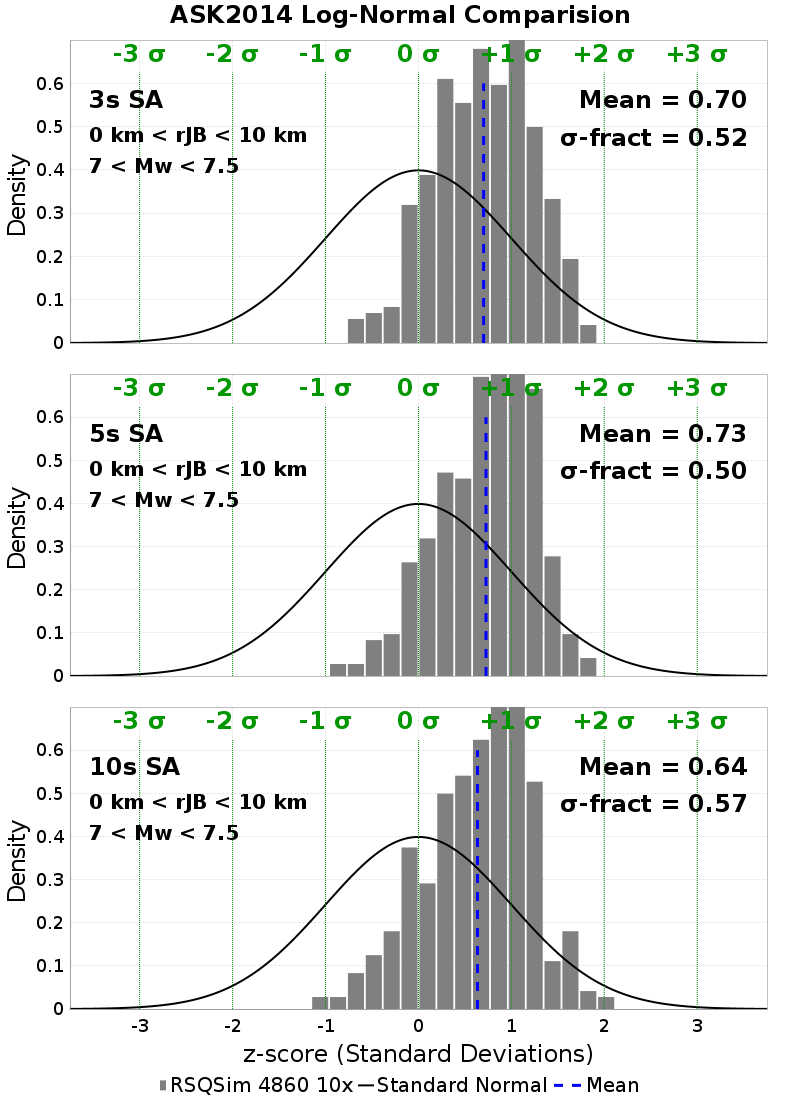 ASK2014 Log-Normal Comparision
-3 σ -2 σ -1 σ 0 σ +1 σ +2 σ +3 σ
3s SA
Mean = 0.70
0 km < rJB < 10 km
σ-fract = 0.52
7 < Mw < 7.5
Density
0.6
0.5
0.4
0.3
0.2
0.1
0
-3 σ -2 σ -1 σ 0 σ +1 σ +2 σ +3 σ
5s SA
Mean = 0.73
0 km < rJB < 10 km
σ-fract = 0.50
7 < Mw < 7.5
Density
0.6
0.5
0.4
0.3
0.2
0.1
0
-3 σ -2 σ -1 σ 0 σ +1 σ +2 σ +3 σ
10s SA
Mean = 0.64
0 km < rJB < 10 km
σ-fract = 0.57
7 < Mw < 7.5
Density
0.6
0.5
0.4
0.3
0.2
0.1
0
-3 -2 -1 0 1 2 3
z-score (Standard Deviations)
RSQSim 4860 10x Standard Normal Mean